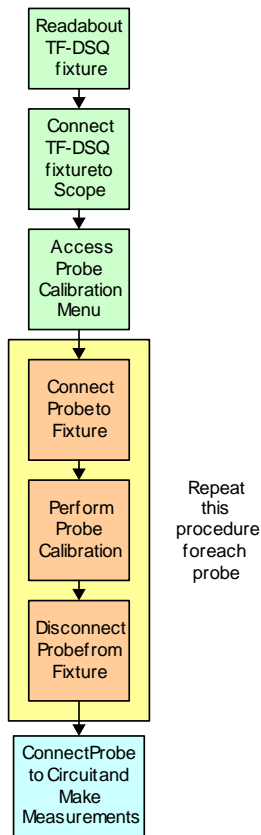 Readabout
TF-DSQ
fixture
Connect
TF-DSQ
fixtureto
Scope
Access
Probe
Calibration
Menu
Connect
Probeto
Fixture
Perform
Probe
Calibration
Disconnect
Probefrom
Fixture
Repeat
this
procedure
foreach
probe
ConnectProbe
to Circuitand
Make
Measurements